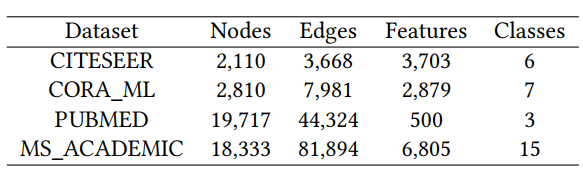 Dataset Nodes Edges Features Classes
CITESEER 2,110 3,668 3,703 6
CORA_ML 2,810 7,981 2,879 7
PUBMED 19,717 44,324 500 3
MS_ACADEMIC 18,333 81,894 6,805 15